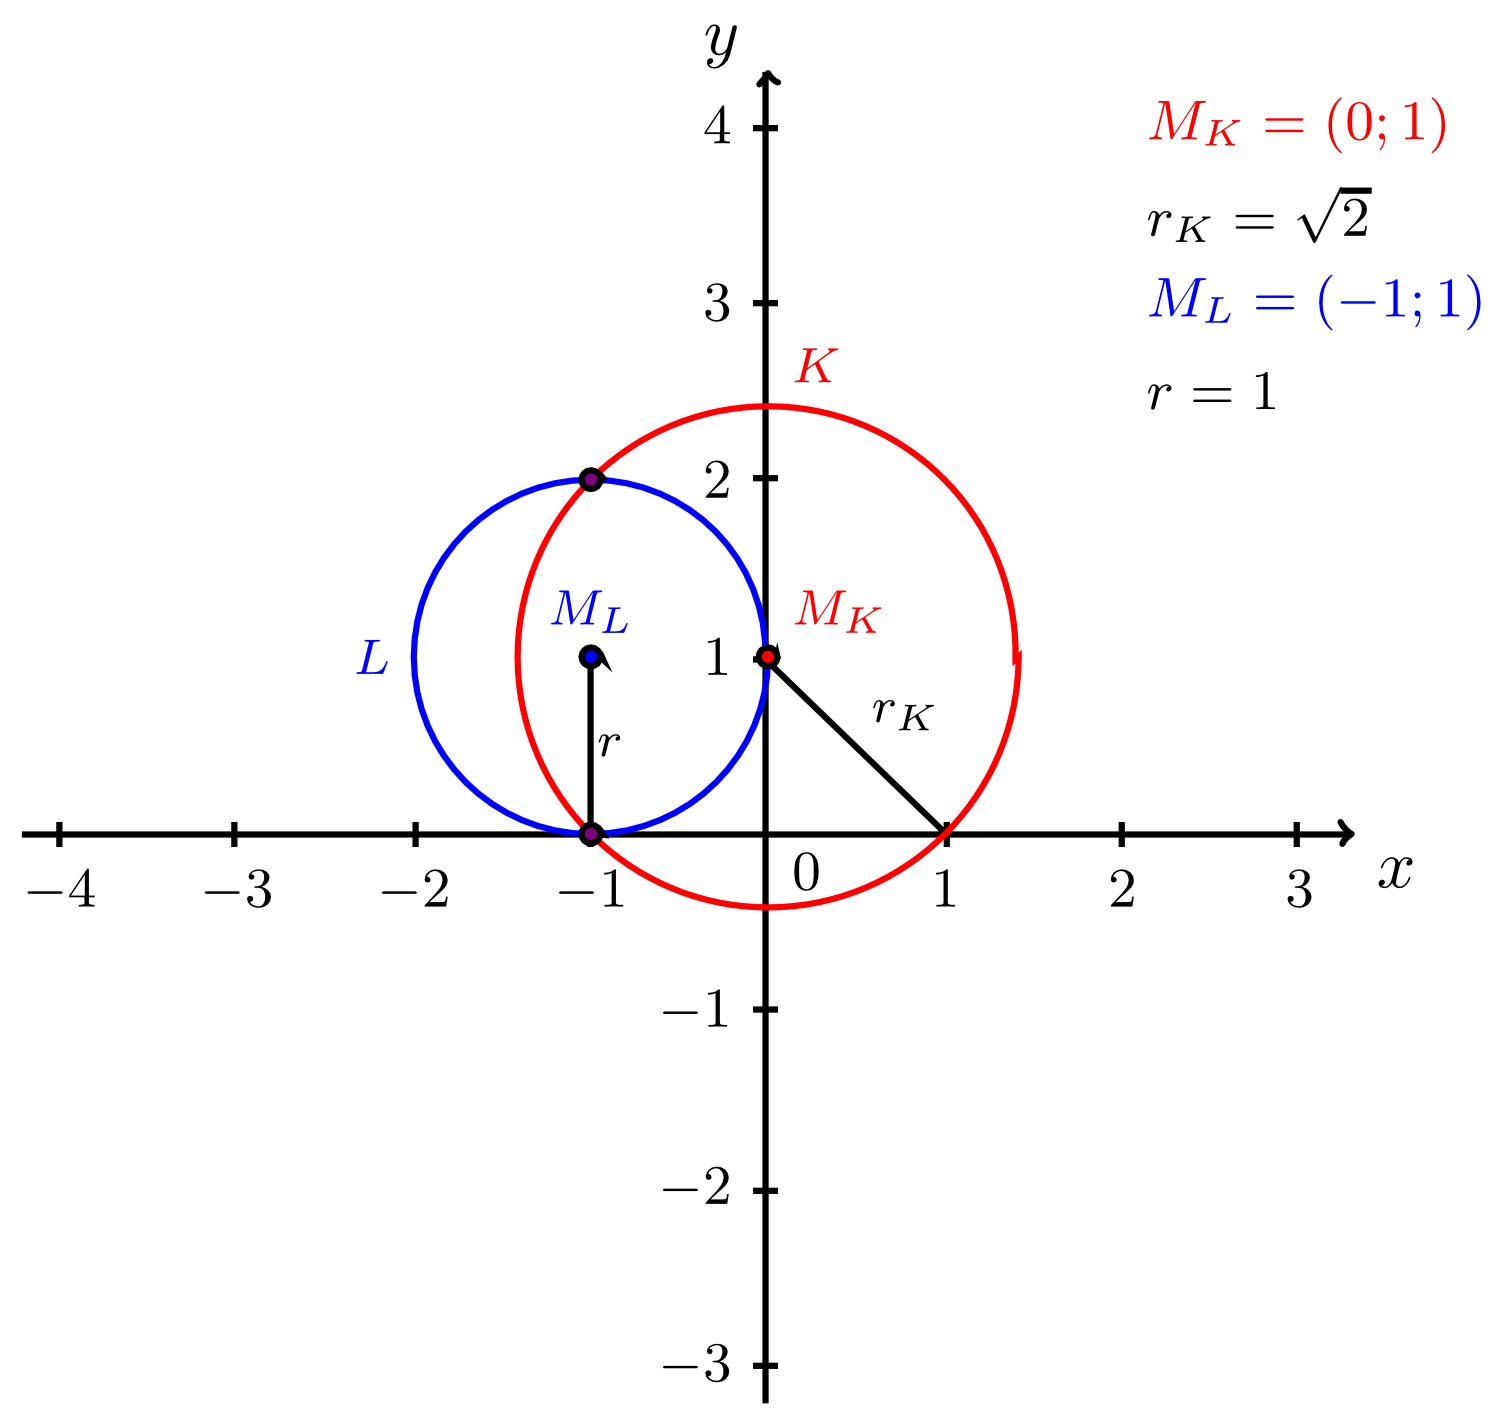 y
4
M_K = (0; 1)
r_K = √2
3
M_L = (−1; 1)
K
r = 1
2
M_L
M_K
L
1
r_K
r
0
x
−4 −3 −2 −1 1 2 3
−1
−2
−3